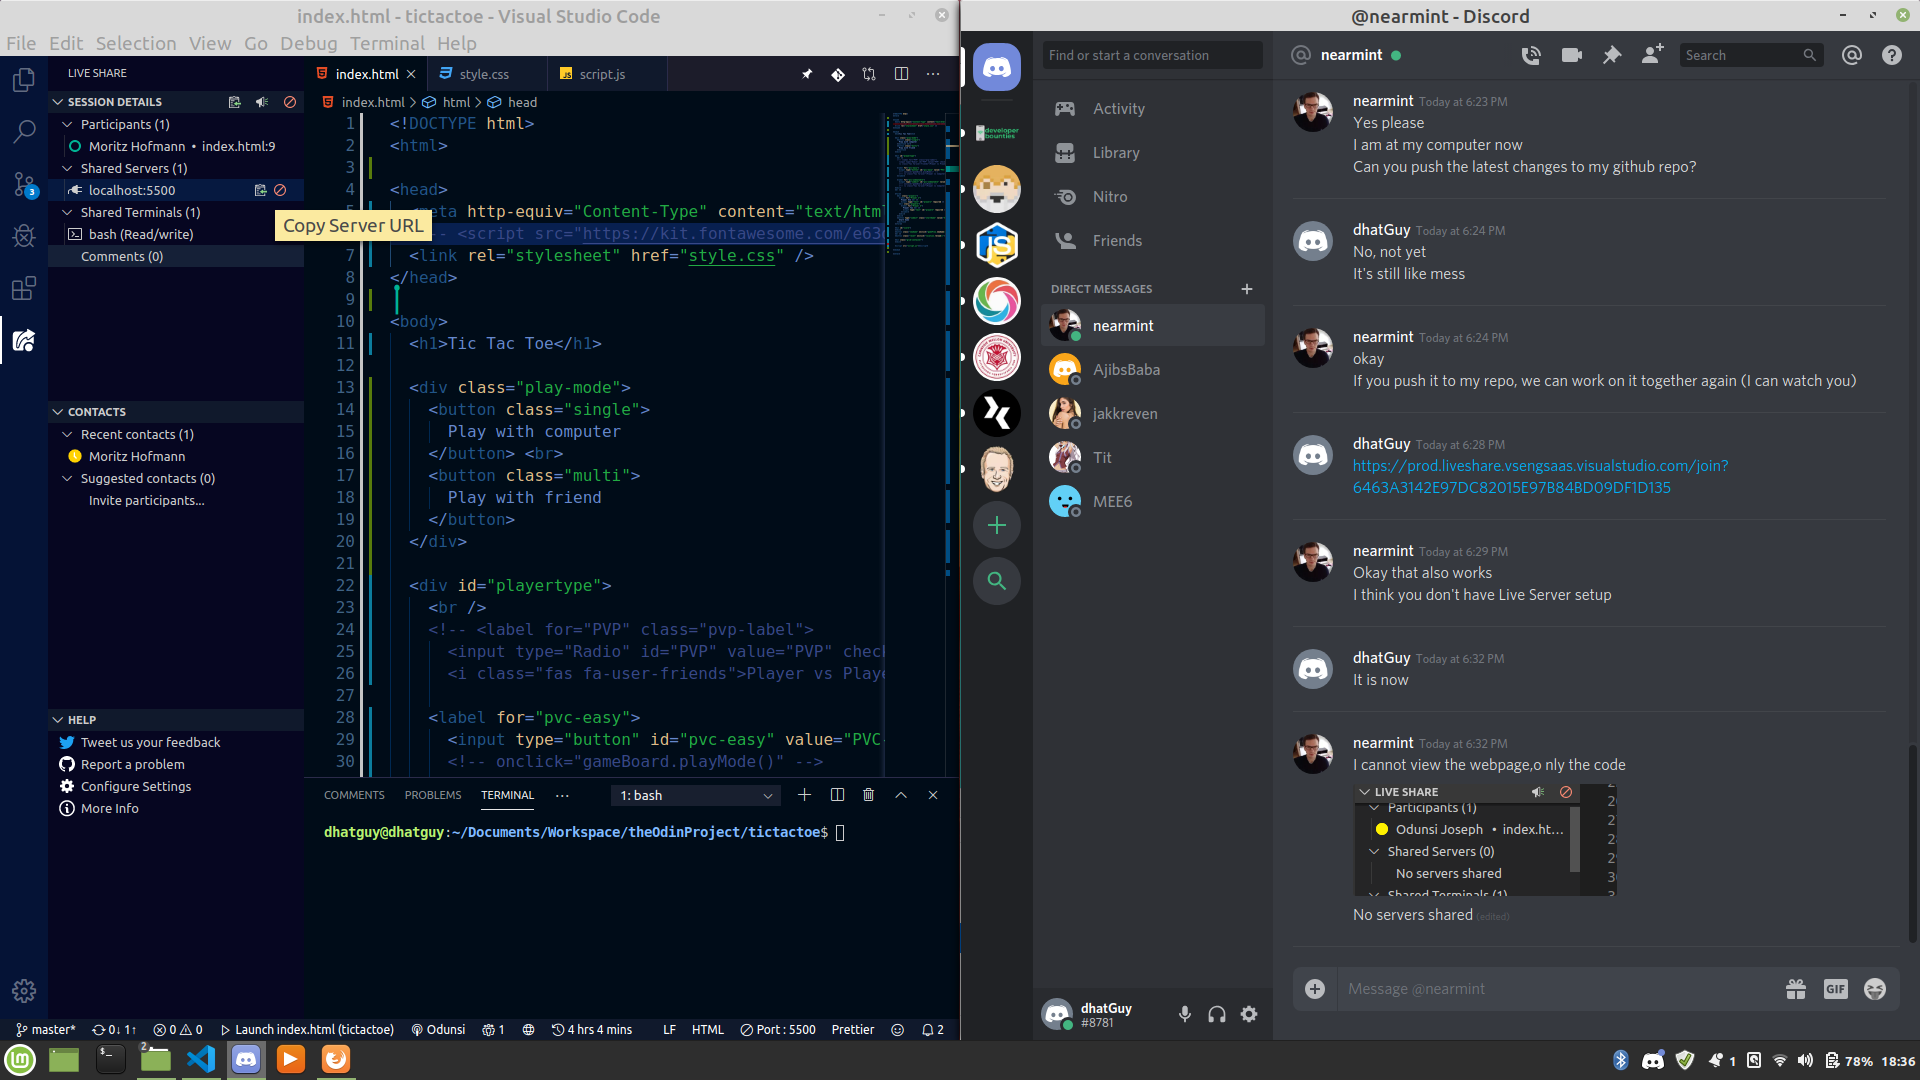 index.html - tictactoe - Visual Studio Code
File Edit Selection View Go Debug Terminal Help
LIVE SHARE
SESSION DETAILS
Participants (1)
Moritz Hofmann • index.html:9
Shared Servers (1)
localhost:5500
Shared Terminals (1)
bash (Read/write)
Comments (0)
Copy Server URL
CONTACTS
Recent contacts (1)
Moritz Hofmann
Suggested contacts (0)
Invite participants...
HELP
Tweet us your feedback
Report a problem
Configure Settings
More Info
3
index.html
style.css
script.js
index.html > html > head
1 <!DOCTYPE html>
2 <html>
3
4 <head>
meta http-equiv="Content-Type" content="text/htm
<script src="https://kit.fontawesome.com/e63
7 <link rel="stylesheet" href="style.css" />
8 </head>
9
10 <body>
11 <h1>Tic Tac Toe</h1>
12
13 <div class="play-mode">
14 <button class="single">
15 Play with computer
16 </button> <br>
17 <button class="multi">
18 Play with friend
19 </button>
20 </div>
21
22 <div id="playertype">
23 <br />
24 <!-- <label for="PVP" class="pvp-label">
25 <input type="Radio" id="PVP" value="PVP" chec
26 <i class="fas fa-user-friends">Player vs Playe
27
28 <label for="pvc-easy">
29 <input type="button" id="pvc-easy" value="PVC-
30 <!-- onclick="gameBoard.playMode()" -->
COMMENTS PROBLEMS TERMINAL ... 1: bash
dhatguy@dhatguy:~/Documents/Workspace/theOdinProject/tictactoe$
master* 0↓ 1↑ 0 0 Launch index.html (tictactoe) Odunsi 1 4 hrs 4 mins LF HTML Port : 5500 Prettier 2
@nearmint - Discord
Find or start a conversation
Activity
Library
Nitro
Friends
DIRECT MESSAGES
nearmint
AjibsBaba
jakkreven
Tit
MEE6
developer
bounties
JS
dhatGuy
#8781
nearmint
Search
nearmint Today at 6:23 PM
Yes please
I am at my computer now
Can you push the latest changes to my github repo?
dhatGuy Today at 6:24 PM
No, not yet
It's still like mess
nearmint Today at 6:24 PM
okay
If you push it to my repo, we can work on it together again (I can watch you)
dhatGuy Today at 6:28 PM
https://prod.liveshare.vsengsaas.visualstudio.com/join?
6463A3142E97DC82015E97B84BD09DF1D135
nearmint Today at 6:29 PM
Okay that also works
I think you don't have Live Server setup
dhatGuy Today at 6:32 PM
It is now
nearmint Today at 6:32 PM
I cannot view the webpage,o nly the code
LIVE SHARE
Participants (1)
Odunsi Joseph • index.ht...
Shared Servers (0)
No servers shared
Shared Terminals (1)
No servers shared (edited)
Message @nearmint
GIF
2
1 78% 18:36